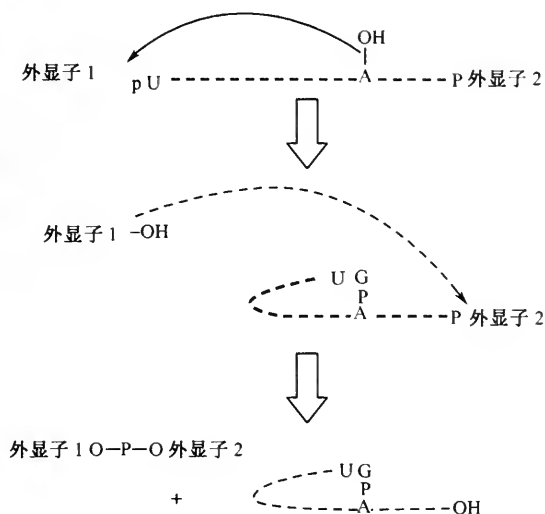 OH
外显子 1 pU A P 外显子 2
外显子 1 -OH
U G
P
A P 外显子 2
外显子 1 O-P-O 外显子 2
UG
P
+ A -OH